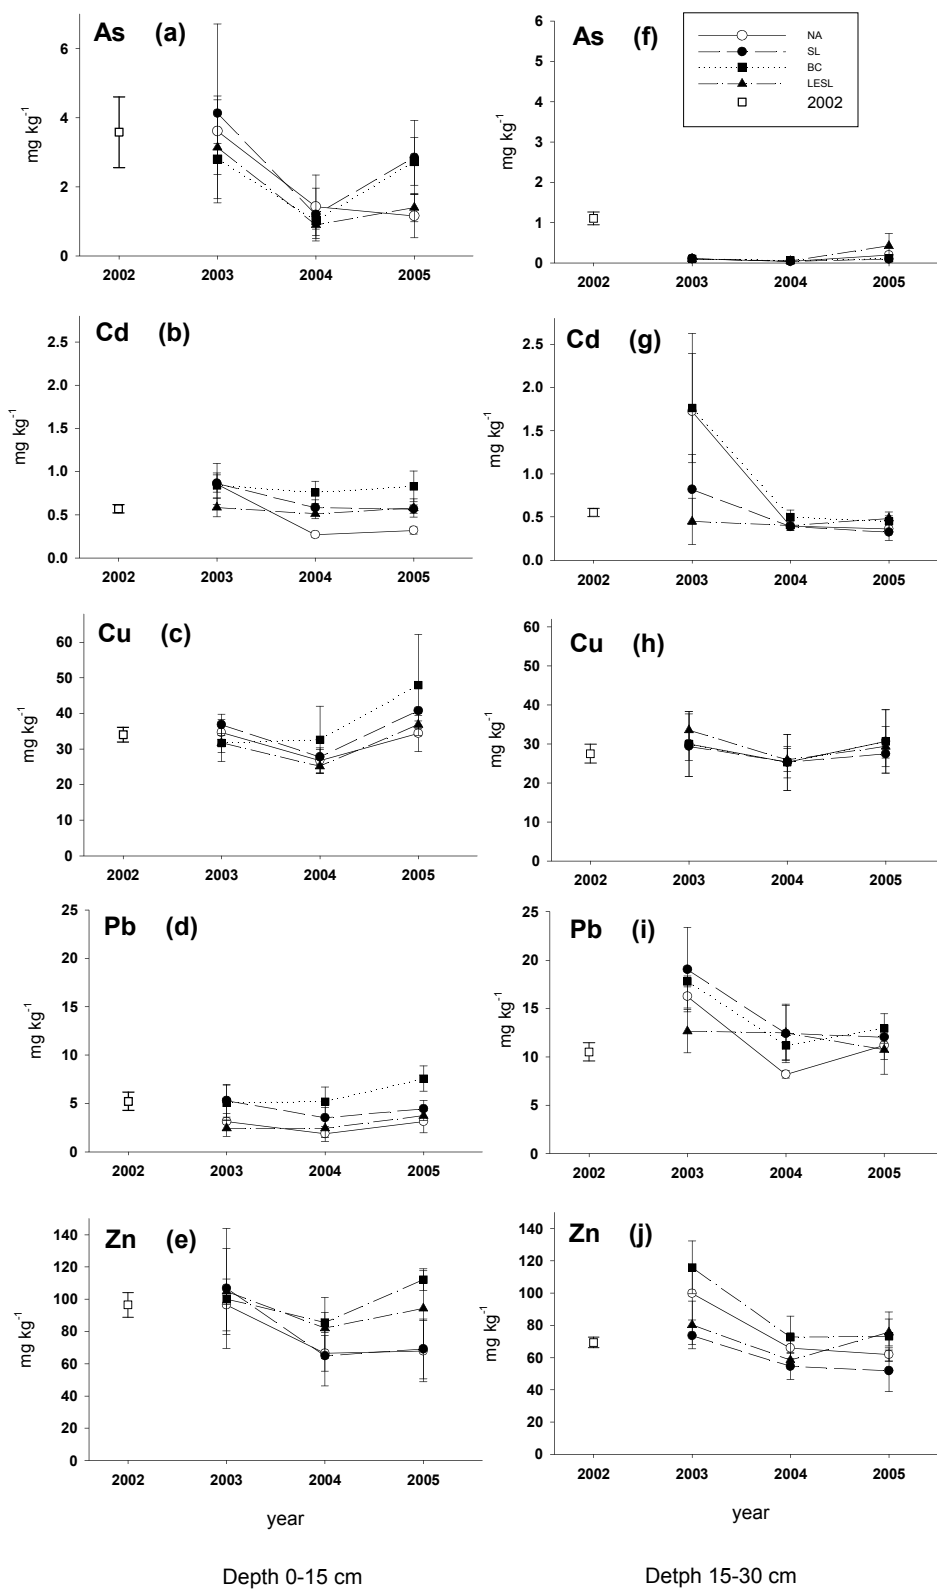 As (a)
6
4
2
0
mg kg-1
2002 2003 2004 2005
As (f)
6
5
4
3
2
1
0
mg kg-1
2002 2003 2004 2005
NA
SL
BC
LESL
2002
Cd (b)
2.5
2.0
1.5
1.0
0.5
0.0
mg kg-1
2002 2003 2004 2005
Cd (g)
2.5
2.0
1.5
1.0
0.5
0.0
mg kg-1
2002 2003 2004 2005
Cu (c)
60
50
40
30
20
10
0
mg kg-1
2002 2003 2004 2005
Cu (h)
60
50
40
30
20
10
0
mg kg-1
2002 2003 2004 2005
Pb (d)
25
20
15
10
5
0
mg kg-1
2002 2003 2004 2005
Pb (i)
25
20
15
10
5
0
mg kg-1
2002 2003 2004 2005
Zn (e)
140
120
100
80
60
40
20
0
mg kg-1
2002 2003 2004 2005
year
Zn (j)
140
120
100
80
60
40
20
0
mg kg-1
2002 2003 2004 2005
year
Depth 0-15 cm
Detph 15-30 cm